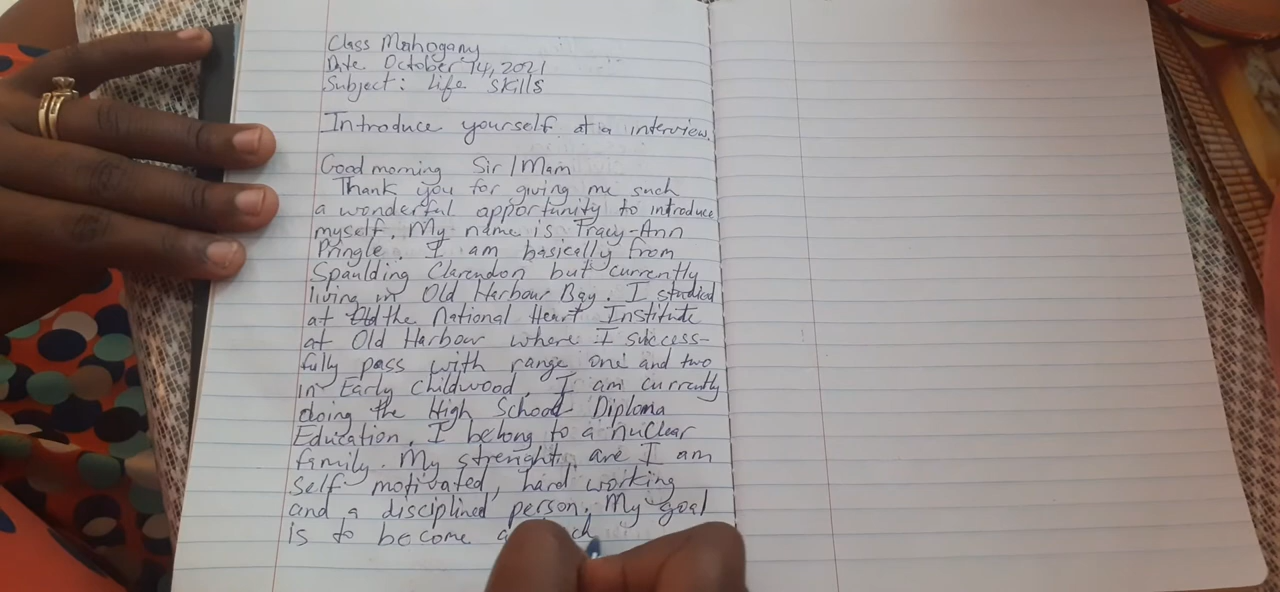 Class Mahogany
Date October 14, 2021
Subject: Life Skills
Introduce yourself at a interview.
Good morning Sir / Mam
Thank you for giving me such
a wonderful opportunity to introduce
myself. My name is Tracy-Ann
Pringle. I am basically from
Spaulding Clarendon but currently
living in Old Harbour Bay. I studied
at the National Heart Institute
at Old Harbour where I success-
fully pass with range one and two
in Early Childwood. I am currently
doing the High School Diploma
Education. I belong to a nuclear
family. My strenght are I am
self motivated, hard working
and a disciplined person. My goal
is to become